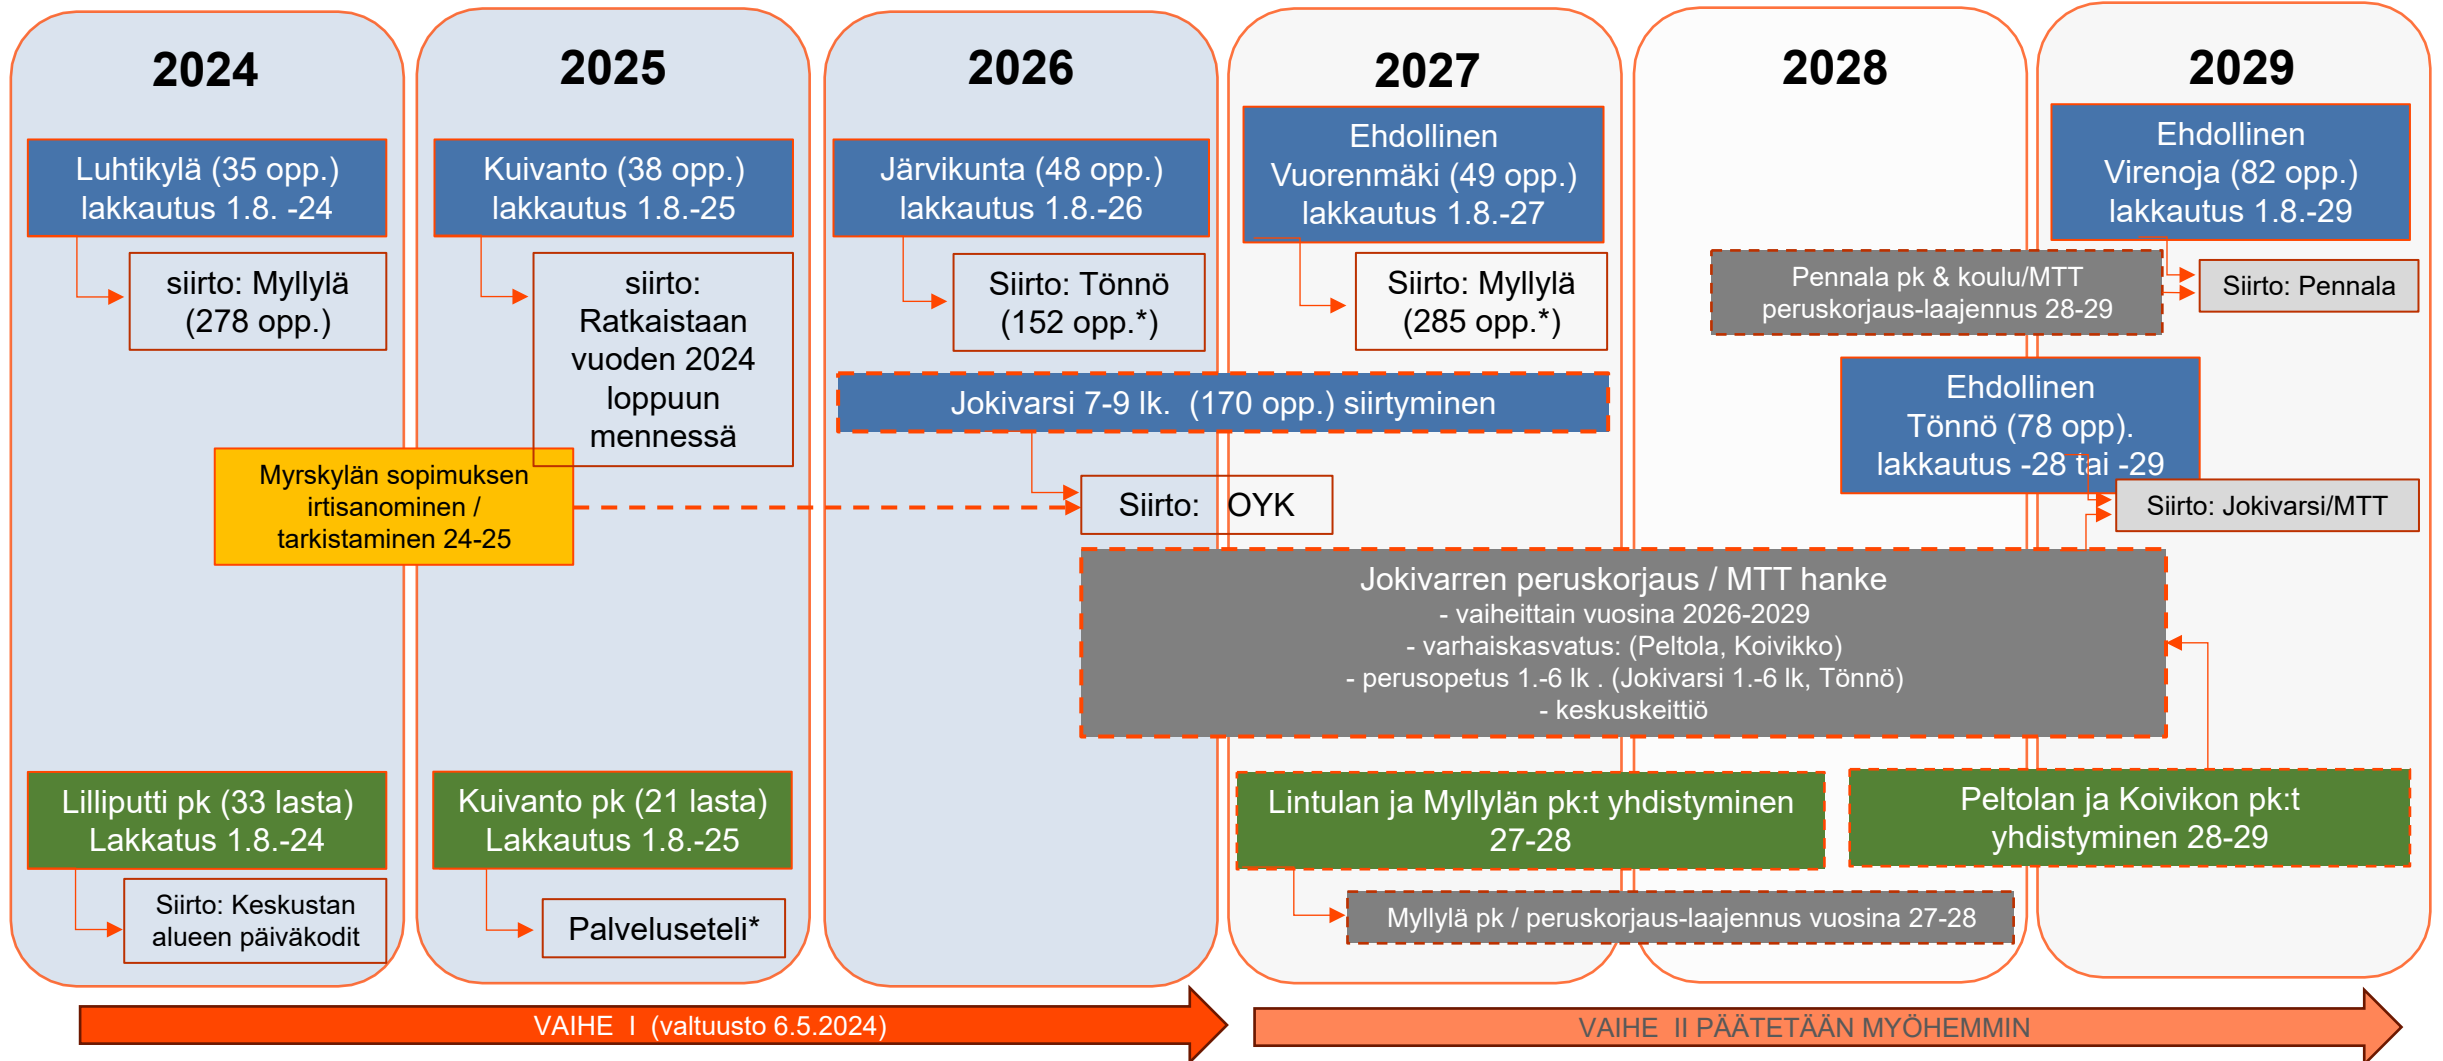 2024
2025
2026
2027
2028
2029
Luhtikylä (35 opp.)
lakkautus 1.8. -24
siirto: Myllylä
(278 opp.)
Kuivanto (38 opp.)
lakkautus 1.8.-25
siirto:
Ratkaistaan
vuoden 2024
loppuun
mennessä
Järvikunta (48 opp.)
lakkautus 1.8.-26
Siirto: Tönnö
(152 opp.*)
Ehdollinen
Vuorenmäki (49 opp.)
lakkautus 1.8.-27
Siirto: Myllylä
(285 opp.*)
Ehdollinen
Virenoja (82 opp.)
lakkautus 1.8.-29
Pennala pk & koulu/MTT
peruskorjaus-laajennus 28-29
Siirto: Pennala
Jokivarsi 7-9 lk. (170 opp.) siirtyminen
Ehdollinen
Tönnö (78 opp).
lakkautus -28 tai -29
Myrskylän sopimuksen
irtisanominen /
tarkistaminen 24-25
Siirto: OYK
Siirto: Jokivarsi/MTT
Jokivarren peruskorjaus / MTT hanke
- vaiheittain vuosina 2026-2029
- varhaiskasvatus: (Peltola, Koivikko)
- perusopetus 1.-6 lk . (Jokivarsi 1.-6 lk, Tönnö)
- keskuskeittiö
Lilliputti pk (33 lasta)
Lakkatus 1.8.-24
Siirto: Keskustan
alueen päiväkodit
Kuivanto pk (21 lasta)
Lakkautus 1.8.-25
Palveluseteli*
Lintulan ja Myllylän pk:t yhdistyminen
27-28
Myllylä pk / peruskorjaus-laajennus vuosina 27-28
Peltolan ja Koivikon pk:t
yhdistyminen 28-29
VAIHE I (valtuusto 6.5.2024)
VAIHE II PÄÄTETÄÄN MYÖHEMMIN